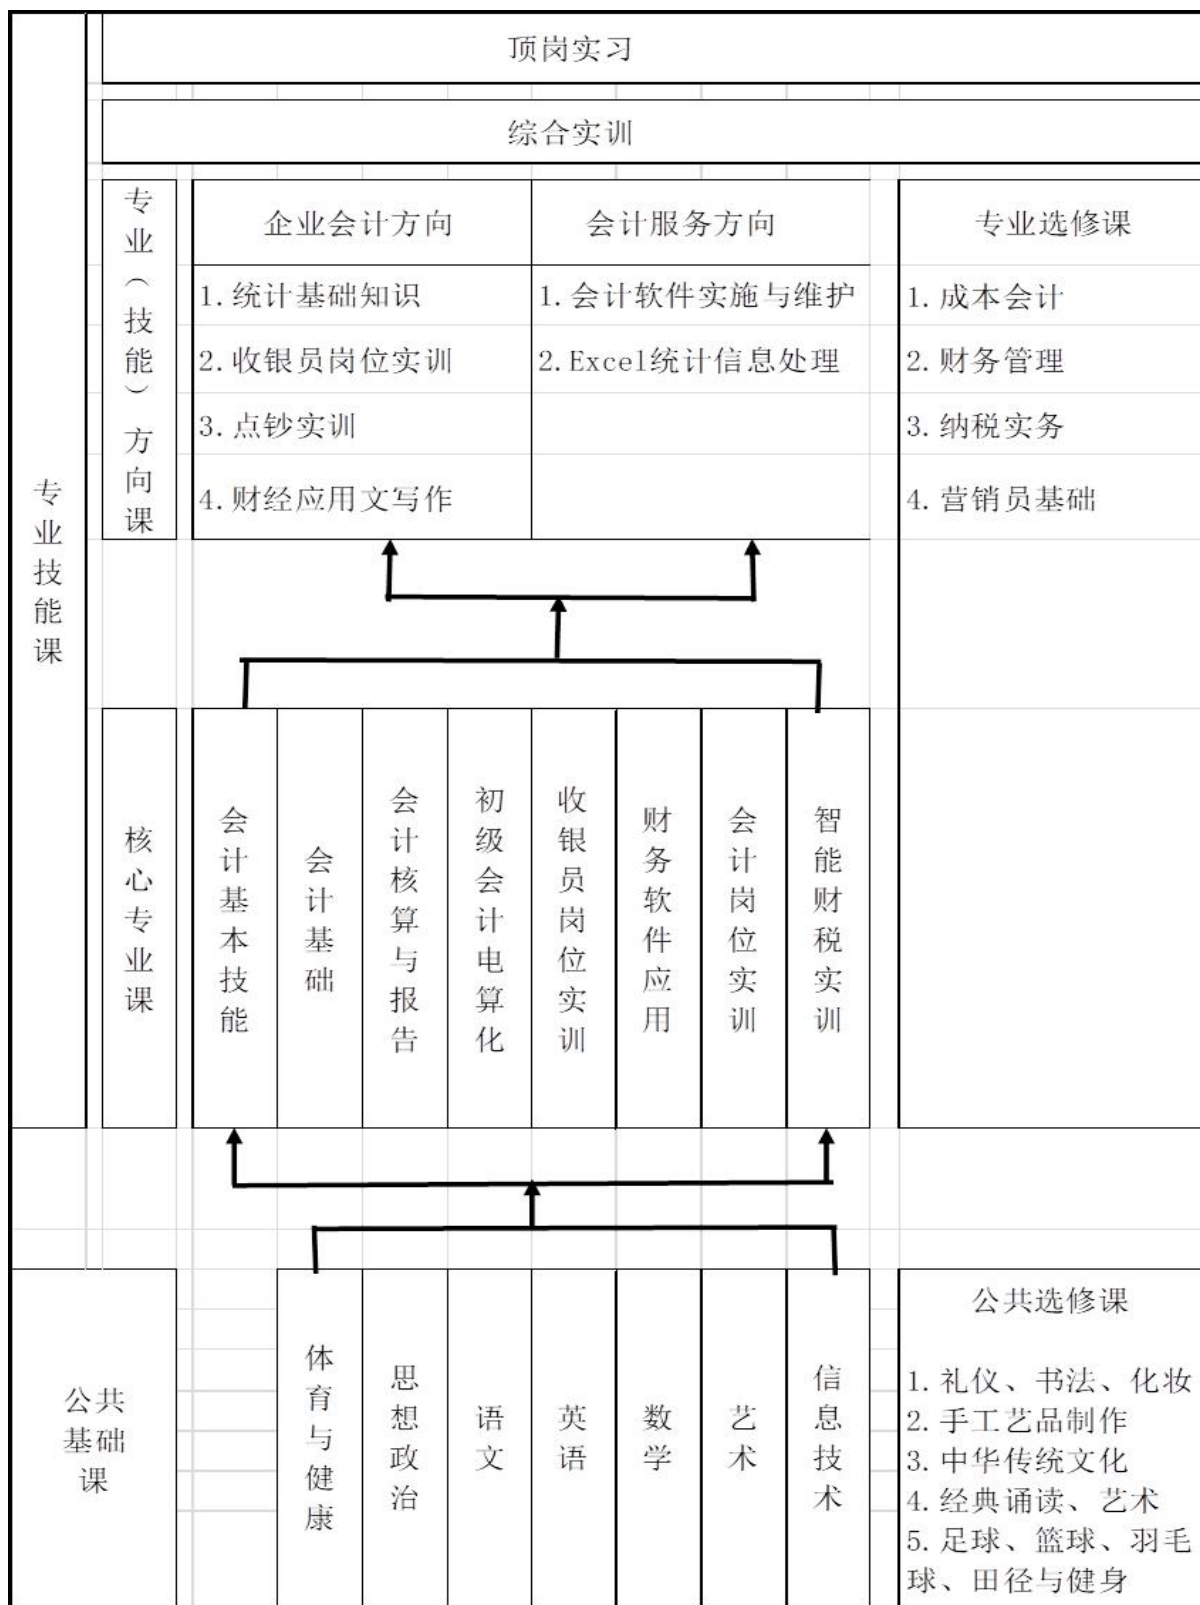 顶岗实习
综合实训
专业技能课
专业（技能）方向课
企业会计方向
1.统计基础知识
2.收银员岗位实训
3.点钞实训
4.财经应用文写作
会计服务方向
1.会计软件实施与维护
2.Excel统计信息处理
专业选修课
1.成本会计
2.财务管理
3.纳税实务
4.营销员基础
核心专业课
会计基本技能
会计基础
会计核算与报告
初级会计电算化
收银员岗位实训
财务软件应用
会计岗位实训
智能财税实训
公共
基础
课
体育与健康
思想政治
语文
英语
数学
艺术
信息技术
公共选修课
1.礼仪、书法、化妆
2.手工艺品制作
3.中华传统文化
4.经典诵读、艺术
5.足球、篮球、羽毛
球、田径与健身